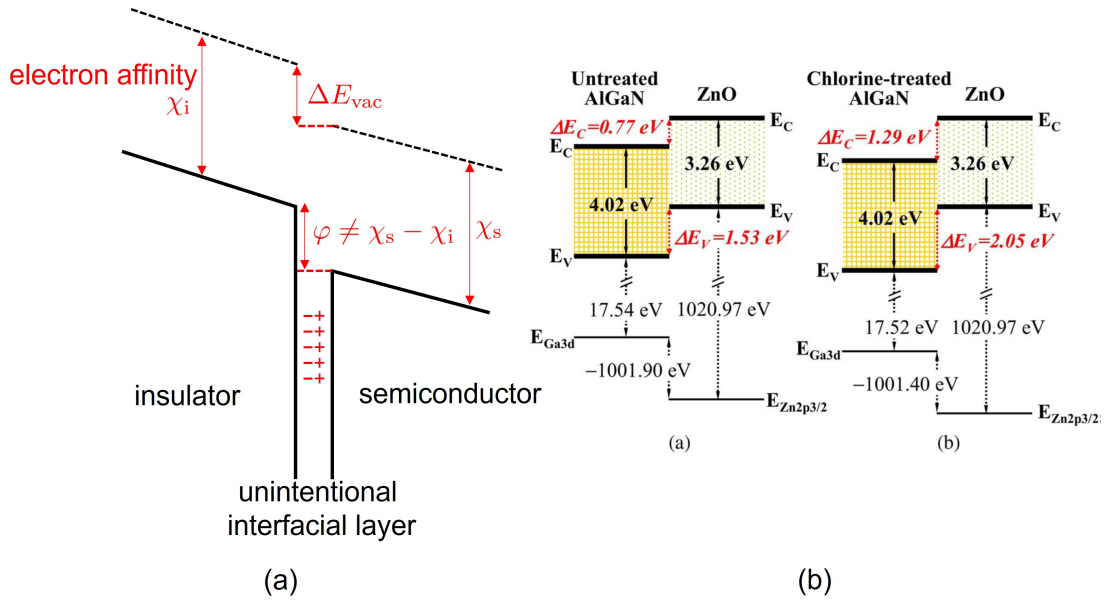 electron affinity
χi
ΔEvac
φ ≠ χs − χi
χs
−+
−+
−+
−+
−+
insulator
semiconductor
unintentional
interfacial layer
(a)
Untreated
AlGaN
ZnO
EC
ΔEC=0.77 eV
EC
3.26 eV
4.02 eV
EV
ΔEV=1.53 eV
EV
17.54 eV
1020.97 eV
EGa3d
−1001.90 eV
EZn2p3/2
(a)
Chlorine-treated
AlGaN
ZnO
EC
ΔEC=1.29 eV
EC
3.26 eV
4.02 eV
EV
ΔEV=2.05 eV
EV
17.52 eV
1020.97 eV
EGa3d
−1001.40 eV
EZn2p3/2
(b)
(b)